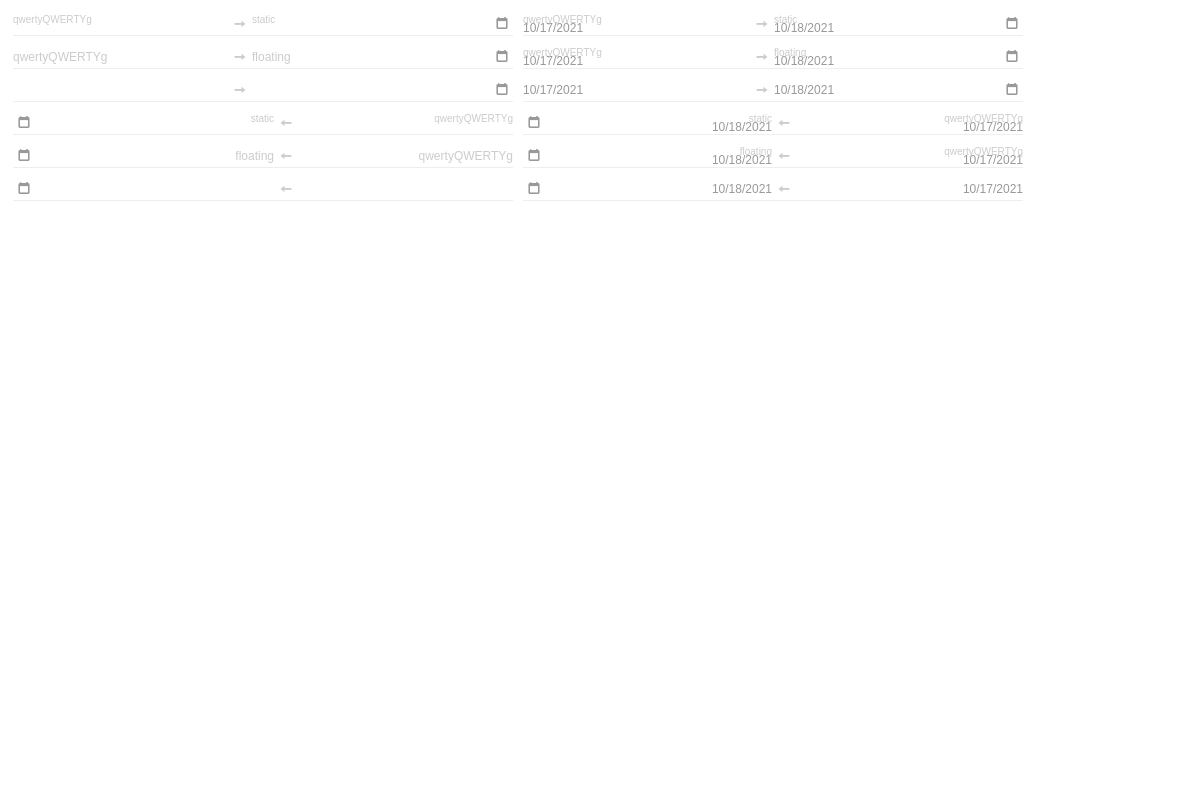 qwertyQWERTYg static qwertyQWERTYg static
10/17/2021 10/18/2021
qwertyQWERTYg floating qwertyQWERTYg floating
10/17/2021 10/18/2021
10/17/2021 10/18/2021
static qwertyQWERTYg static qwertyQWERTYg
10/18/2021 10/17/2021
floating qwertyQWERTYg floating qwertyQWERTYg
10/18/2021 10/17/2021
10/18/2021 10/17/2021